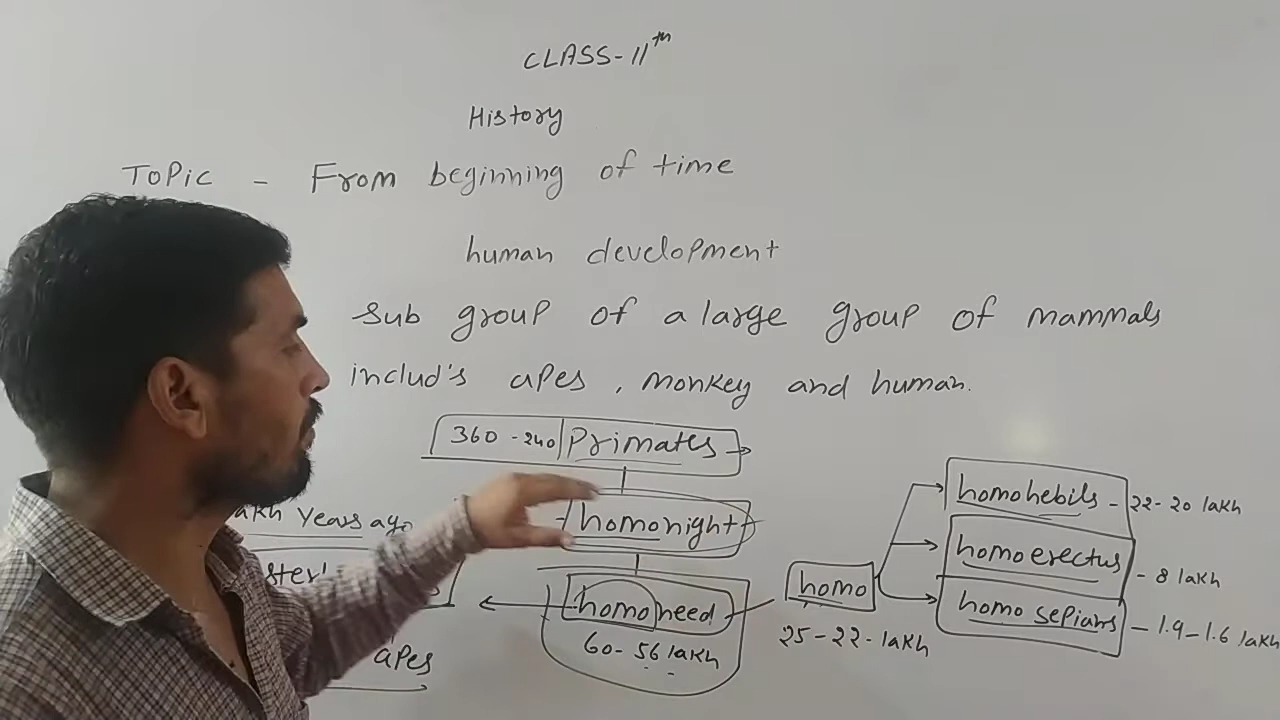 CLASS-11th
History
Topic - From beginning of time
human development
sub group of a large group of mammals
includ's apes, monkey and human.
360-240 Primates
homonight
homoheed
60-56 lakh
years ago
apes
homo
25-22-lakh
homohebils - 22-20 lakh
homoerectus - 8 lakh
homo sepians - 1.9-1.6 lakh